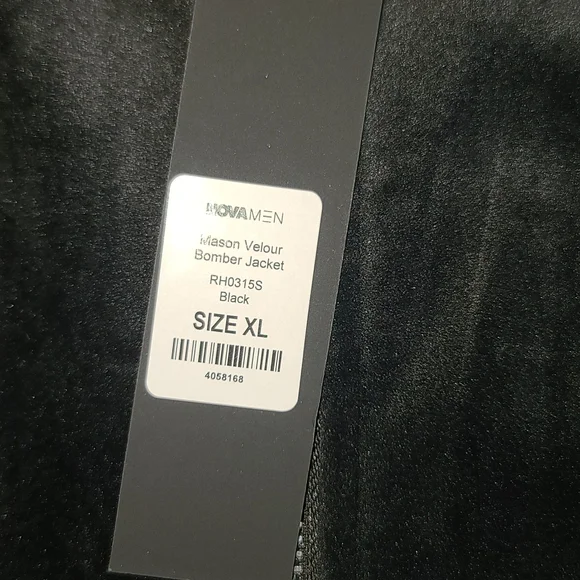 NOVAMEN
Mason Velour
Bomber Jacket
RH0315S
Black
SIZE XL
4058168